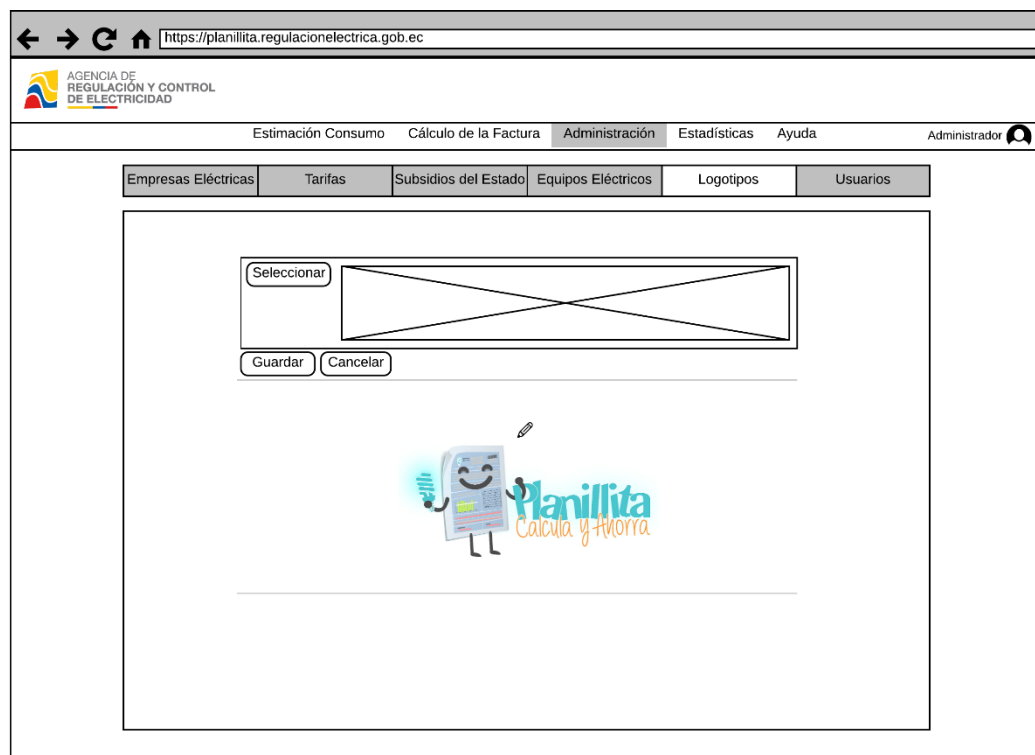 https://planillita.regulacionelectrica.gob.ec
AGENCIA DE
REGULACIÓN Y CONTROL
DE ELECTRICIDAD
Estimación Consumo Cálculo de la Factura Administración Estadísticas Ayuda Administrador
Empresas Eléctricas Tarifas Subsidios del Estado Equipos Eléctricos Logotipos Usuarios
Seleccionar
Guardar Cancelar
Planillita
Calcula y Ahorra